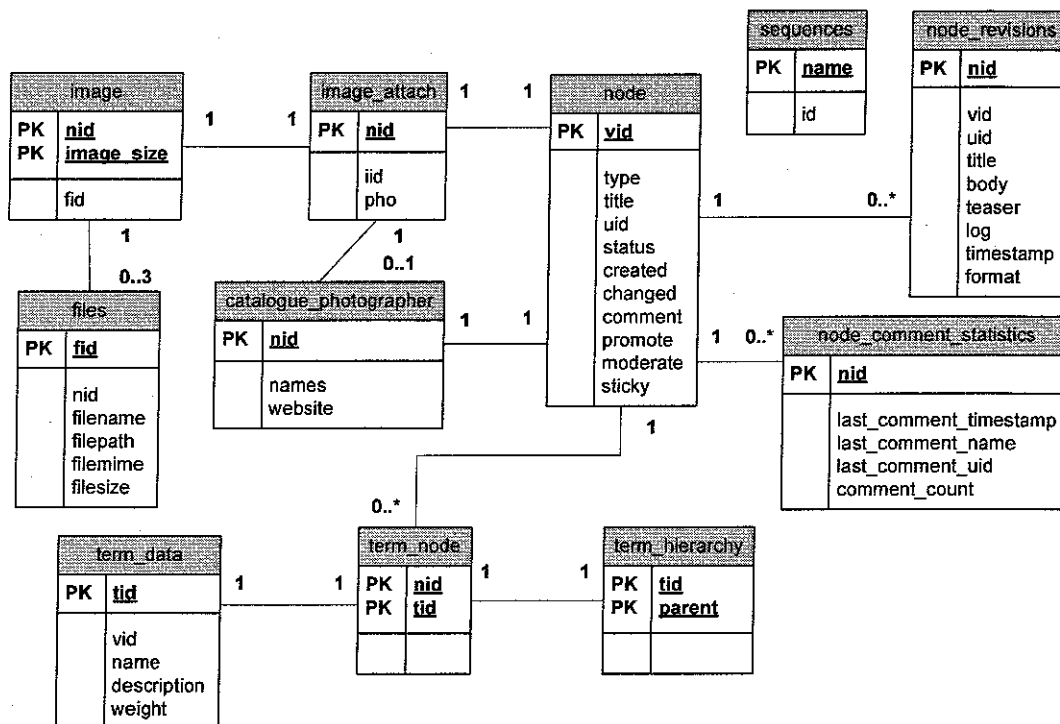 image
PK nid
PK image_size
fid
1
1
image_attach
PK nid
iid
pho
1
1
node
PK vid
type
title
uid
status
created
changed
comment
promote
moderate
sticky
sequences
PK name
id
node_revisions
PK nid
vid
uid
title
body
teaser
log
timestamp
format
1
0..*
1
0..3
files
PK fid
nid
filename
filepath
filemime
filesize
1
0..1
catalogue_photographer
PK nid
names
website
1
1
1
0..*
node_comment_statistics
PK nid
last_comment_timestamp
last_comment_name
last_comment_uid
comment_count
1
0..*
term_data
PK tid
vid
name
description
weight
1
1
term_node
PK nid
PK tid
1
1
term_hierarchy
PK tid
PK parent